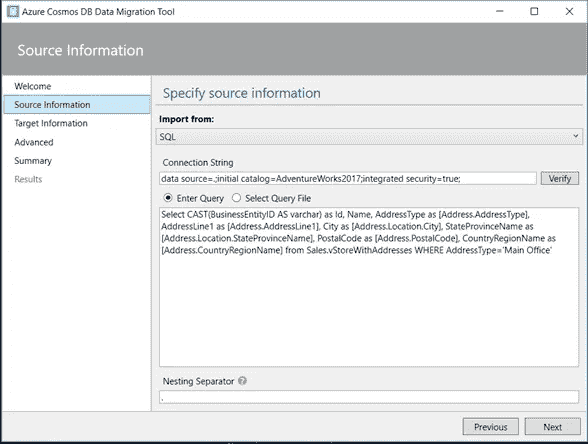 Azure Cosmos DB Data Migration Tool
Source Information
Welcome
Source Information
Target Information
Advanced
Summary
Results
Specify source information
Import from:
SQL
Connection String
data source=.;initial catalog=AdventureWorks2017;integrated security=true;
Verify
Enter Query
Select Query File
Select CAST(BusinessEntityID AS varchar) as Id, Name, AddressType as [Address.AddressType],
AddressLine1 as [Address.AddressLine1], City as [Address.Location.City], StateProvinceName as
[Address.Location.StateProvinceName], PostalCode as [Address.PostalCode], CountryRegionName as
[Address.CountryRegionName] from Sales.vStoreWithAddresses WHERE AddressType='Main Office'
Nesting Separator ?
.
Previous
Next